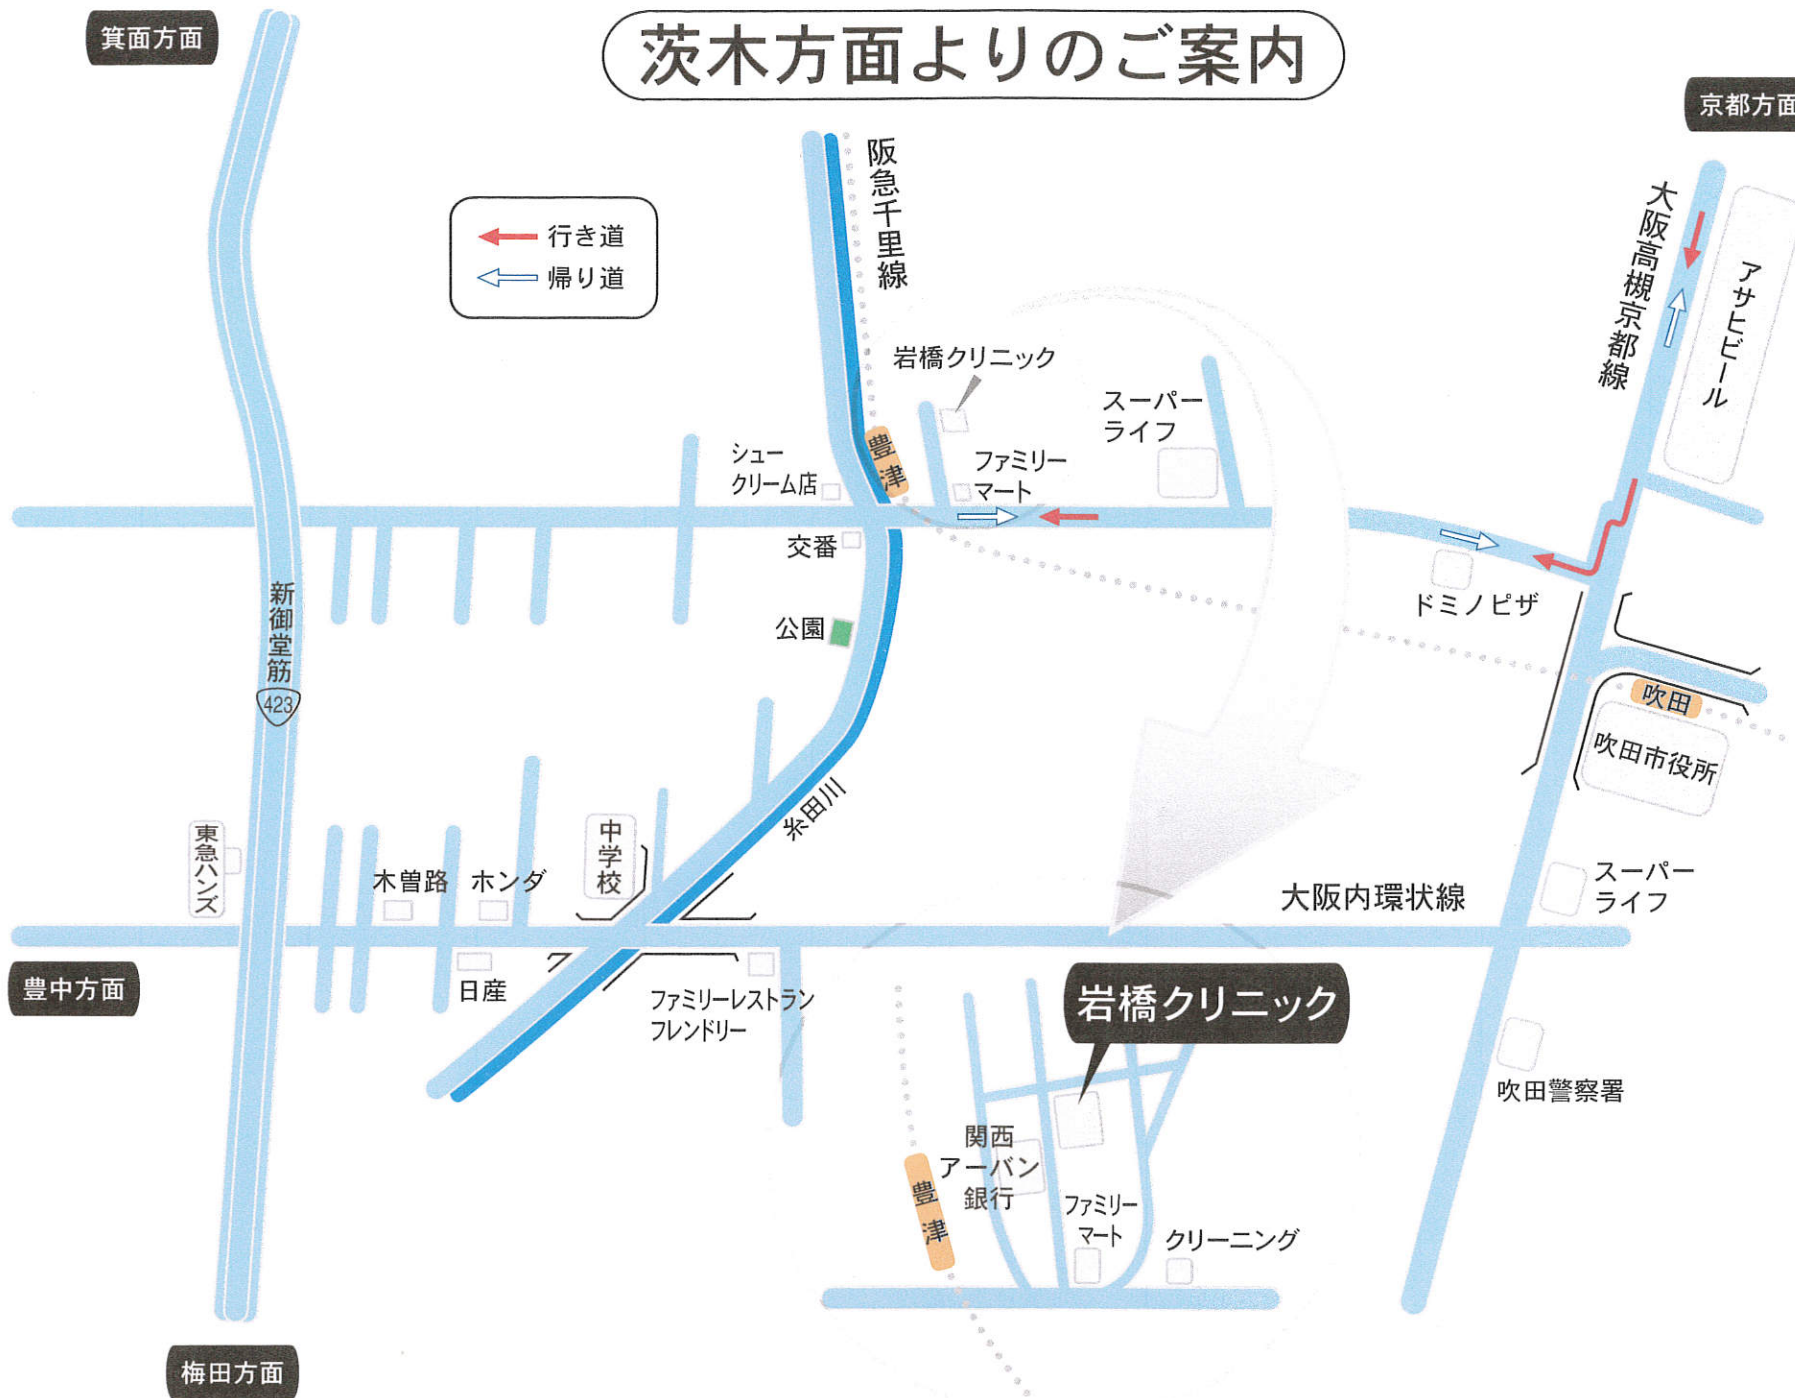 茨木方面よりのご案内
箕面方面
京都方面
行き道
帰り道
阪急千里線
大阪高槻京都線
アサヒビール
岩橋クリニック
スーパー
ライフ
豊津
シュー
クリーム店
ファミリー
マート
交番
ドミノピザ
公園
新御堂筋
423
吹田
吹田市役所
糸田川
東急ハンズ
中学校
木曽路
ホンダ
大阪内環状線
スーパー
ライフ
豊中方面
日産
ファミリーレストラン
フレンドリー
岩橋クリニック
吹田警察署
関西
アーバン
銀行
豊津
ファミリー
マート
クリーニング
梅田方面